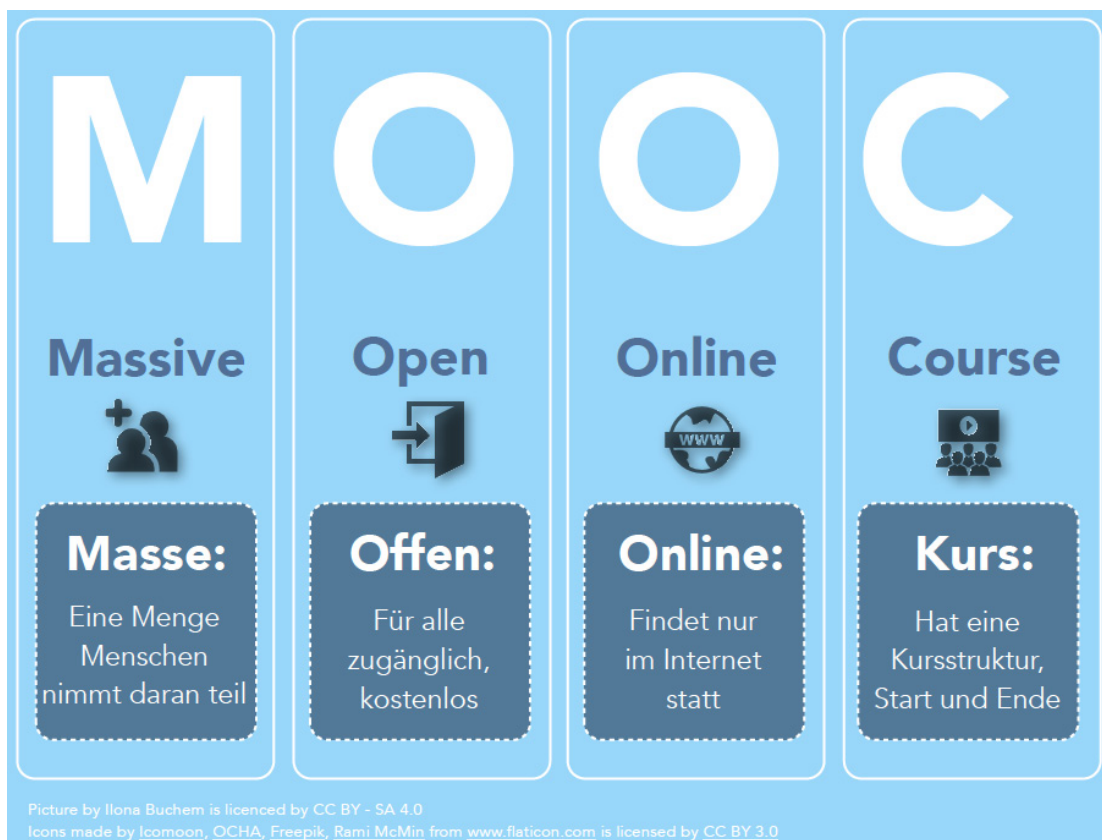 M O O C
Massive Open Online Course
www
Masse:
Eine Menge
Menschen
nimmt daran teil
Offen:
Für alle
zugänglich,
kostenlos
Online:
Findet nur
im Internet
statt
Kurs:
Hat eine
Kursstruktur,
Start und Ende
Picture by Ilona Buchem is licenced by CC BY - SA 4.0
Icons made by Icomoon, OCHA, Freepik, Rami McMin from www.flaticon.com is licensed by CC BY 3.0